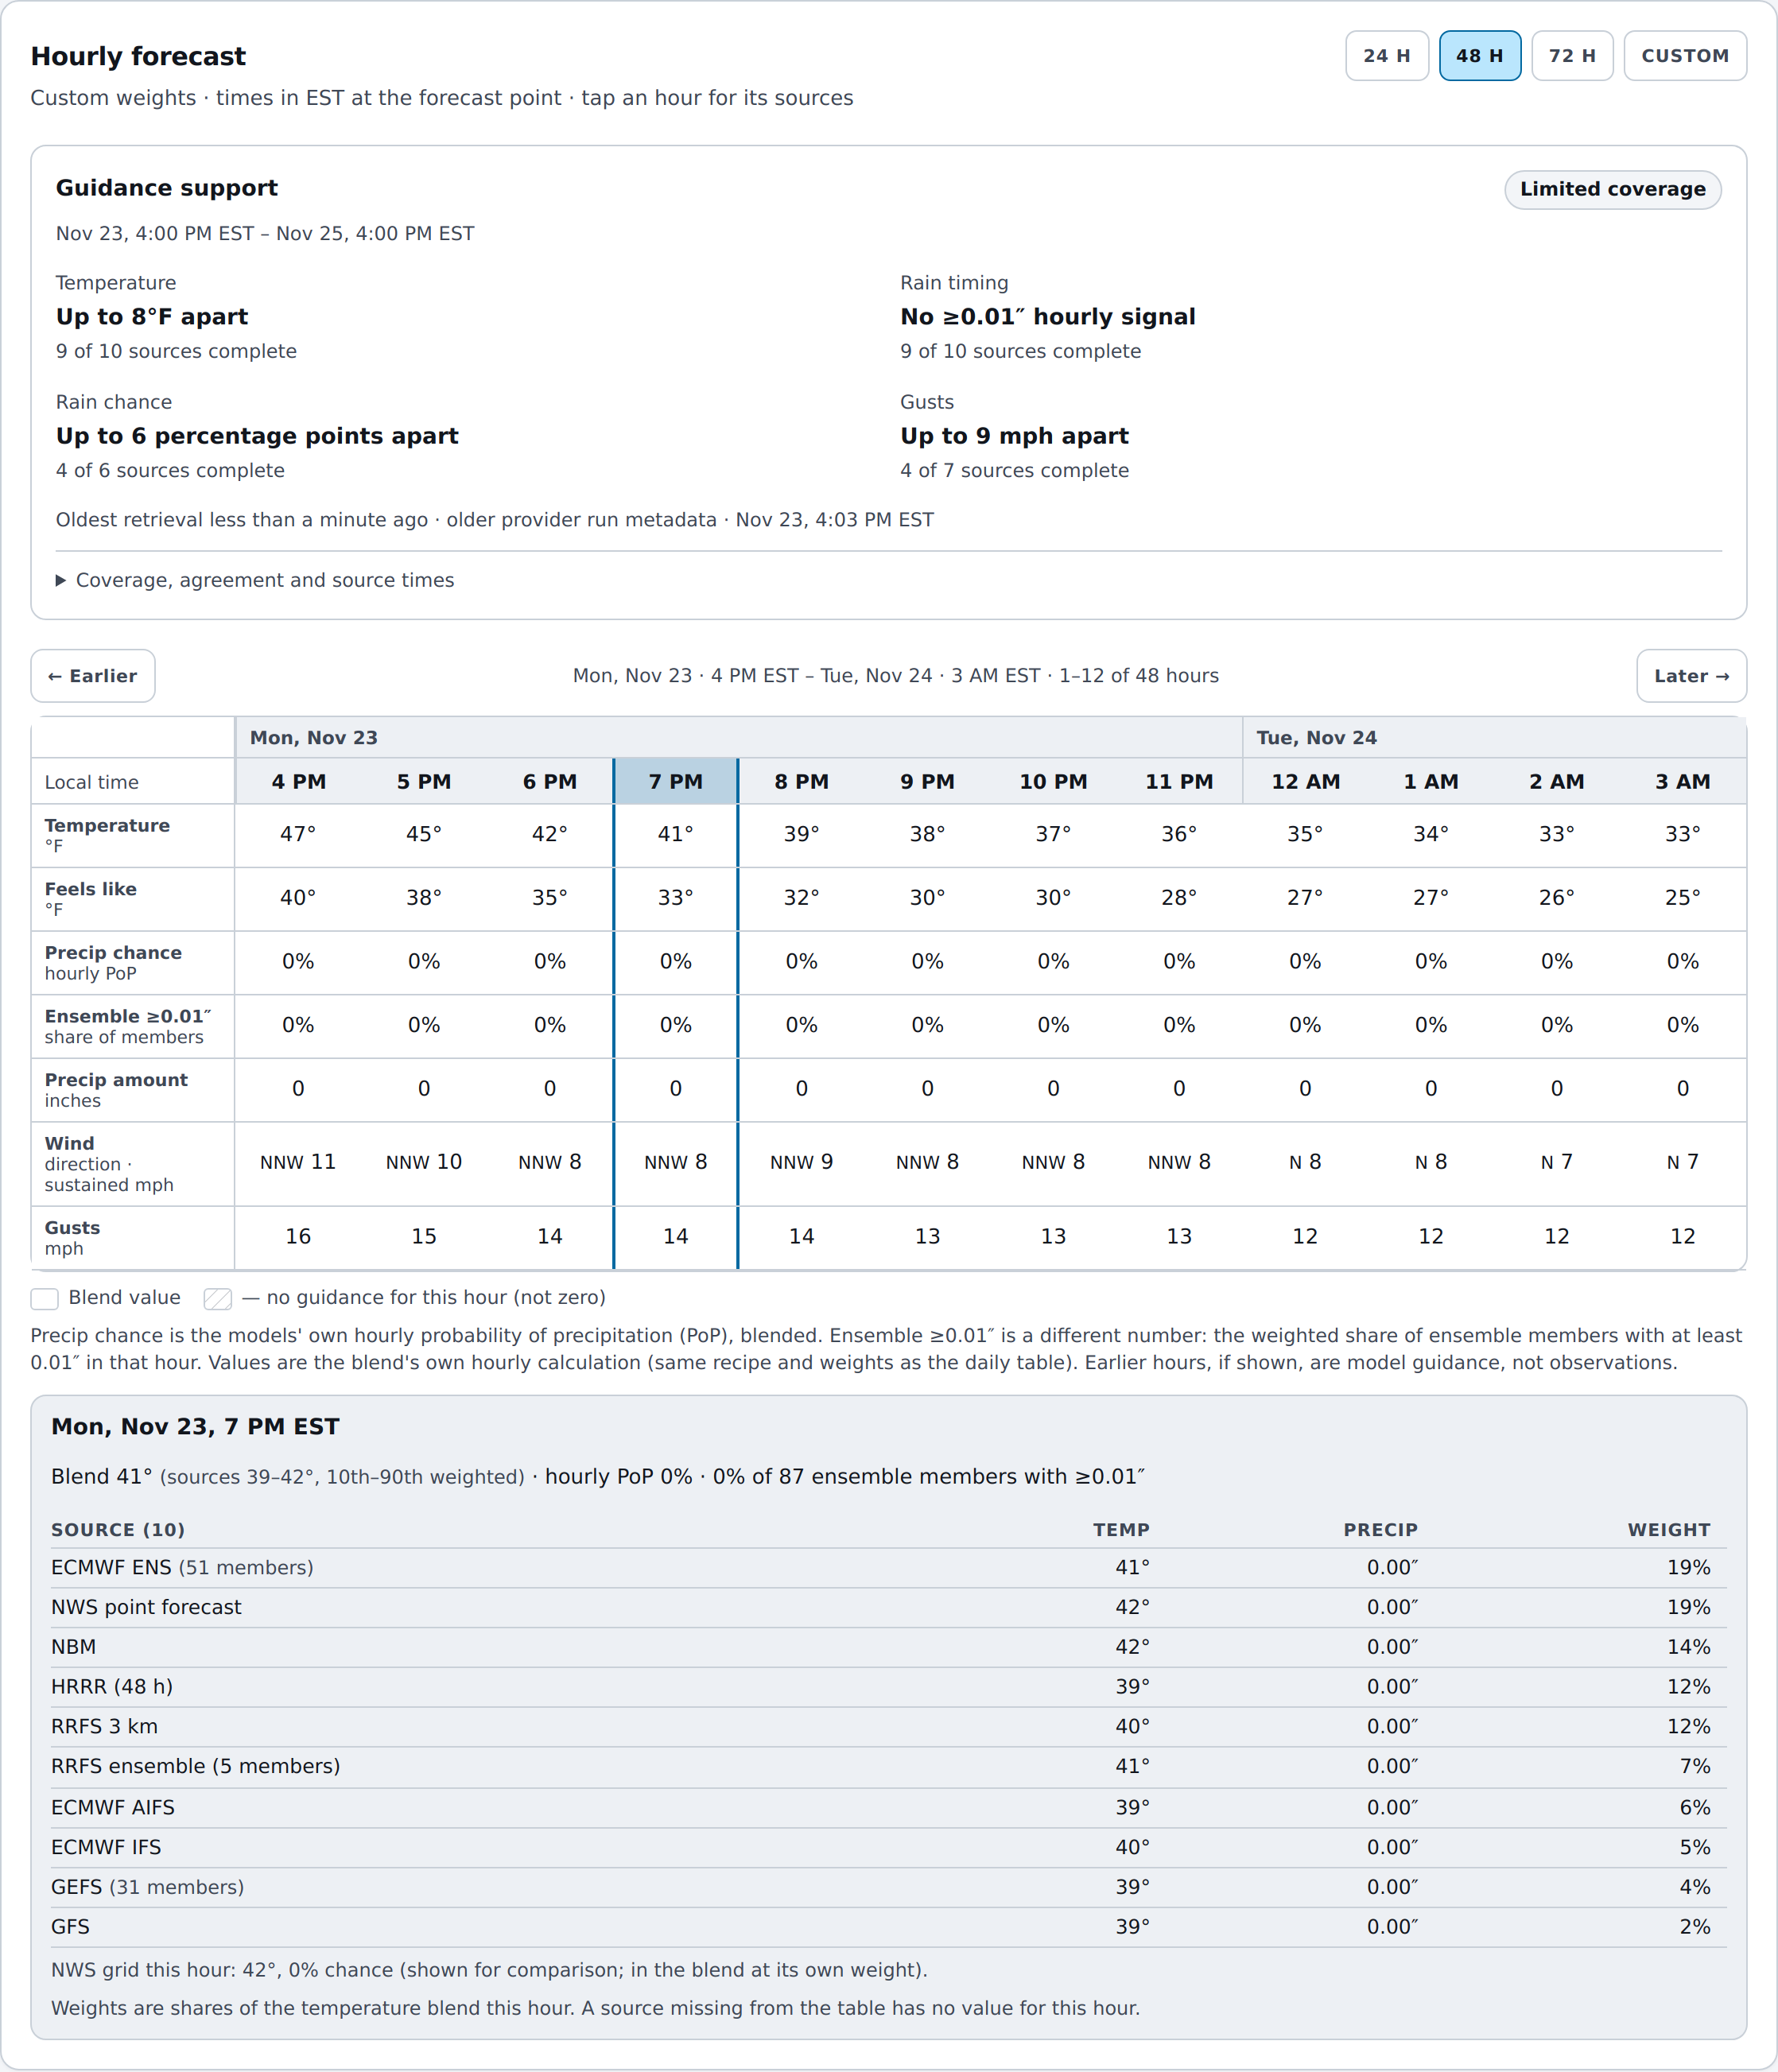 Hourly forecast
24 H 48 H 72 H CUSTOM
Custom weights · times in EST at the forecast point · tap an hour for its sources
Guidance support
Limited coverage
Nov 23, 4:00 PM EST – Nov 25, 4:00 PM EST
Temperature
Up to 8°F apart
9 of 10 sources complete
Rain timing
No ≥0.01″ hourly signal
9 of 10 sources complete
Rain chance
Up to 6 percentage points apart
4 of 6 sources complete
Gusts
Up to 9 mph apart
4 of 7 sources complete
Oldest retrieval less than a minute ago · older provider run metadata · Nov 23, 4:03 PM EST
▶ Coverage, agreement and source times
← Earlier
Mon, Nov 23 · 4 PM EST – Tue, Nov 24 · 3 AM EST · 1–12 of 48 hours
Later →
Mon, Nov 23 Tue, Nov 24
Local time 4 PM 5 PM 6 PM 7 PM 8 PM 9 PM 10 PM 11 PM 12 AM 1 AM 2 AM 3 AM
Temperature
°F
47° 45° 42° 41° 39° 38° 37° 36° 35° 34° 33° 33°
Feels like
°F
40° 38° 35° 33° 32° 30° 30° 28° 27° 27° 26° 25°
Precip chance
hourly PoP
0% 0% 0% 0% 0% 0% 0% 0% 0% 0% 0% 0%
Ensemble ≥0.01″
share of members
0% 0% 0% 0% 0% 0% 0% 0% 0% 0% 0% 0%
Precip amount
inches
0 0 0 0 0 0 0 0 0 0 0 0
Wind
direction ·
sustained mph
NNW 11 NNW 10 NNW 8 NNW 8 NNW 9 NNW 8 NNW 8 NNW 8 N 8 N 8 N 7 N 7
Gusts
mph
16 15 14 14 14 13 13 13 12 12 12 12
Blend value — no guidance for this hour (not zero)
Precip chance is the models' own hourly probability of precipitation (PoP), blended. Ensemble ≥0.01″ is a different number: the weighted share of ensemble members with at least
0.01″ in that hour. Values are the blend's own hourly calculation (same recipe and weights as the daily table). Earlier hours, if shown, are model guidance, not observations.
Mon, Nov 23, 7 PM EST
Blend 41° (sources 39–42°, 10th–90th weighted) · hourly PoP 0% · 0% of 87 ensemble members with ≥0.01″
SOURCE (10) TEMP PRECIP WEIGHT
ECMWF ENS (51 members) 41° 0.00″ 19%
NWS point forecast 42° 0.00″ 19%
NBM 42° 0.00″ 14%
HRRR (48 h) 39° 0.00″ 12%
RRFS 3 km 40° 0.00″ 12%
RRFS ensemble (5 members) 41° 0.00″ 7%
ECMWF AIFS 39° 0.00″ 6%
ECMWF IFS 40° 0.00″ 5%
GEFS (31 members) 39° 0.00″ 4%
GFS 39° 0.00″ 2%
NWS grid this hour: 42°, 0% chance (shown for comparison; in the blend at its own weight).
Weights are shares of the temperature blend this hour. A source missing from the table has no value for this hour.